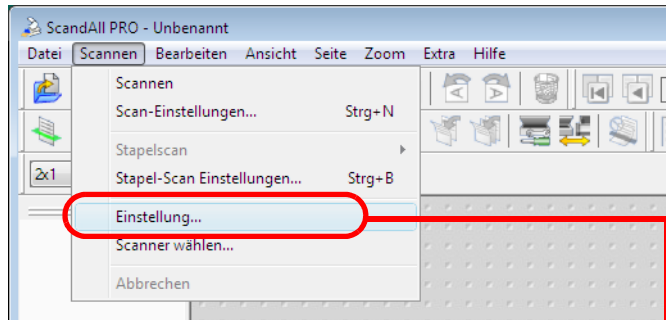 ScandAll PRO - Unbenannt
Datei Scannen Bearbeiten Ansicht Seite Zoom Extra Hilfe
Scannen
Scan-Einstellungen... Strg+N
Stapelscan
2x1
Stapel-Scan Einstellungen... Strg+B
Einstellung...
Scanner wählen...
Abbrechen